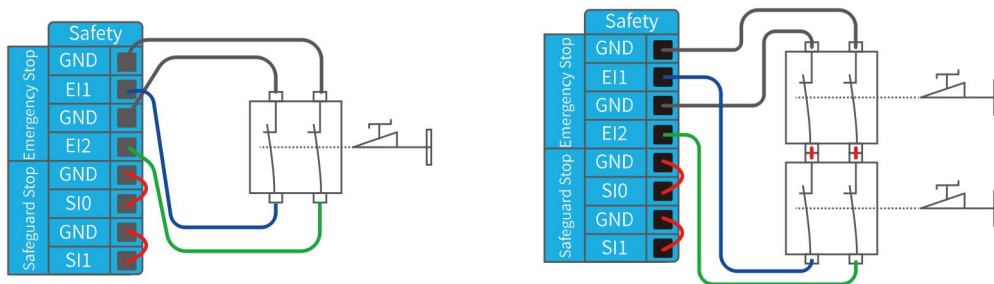 Safety
Emergency Stop
GND
EI1
GND
EI2
Safeguard Stop
GND
SI0
GND
SI1
Safety
Emergency Stop
GND
EI1
GND
EI2
Safeguard Stop
GND
SI0
GND
SI1